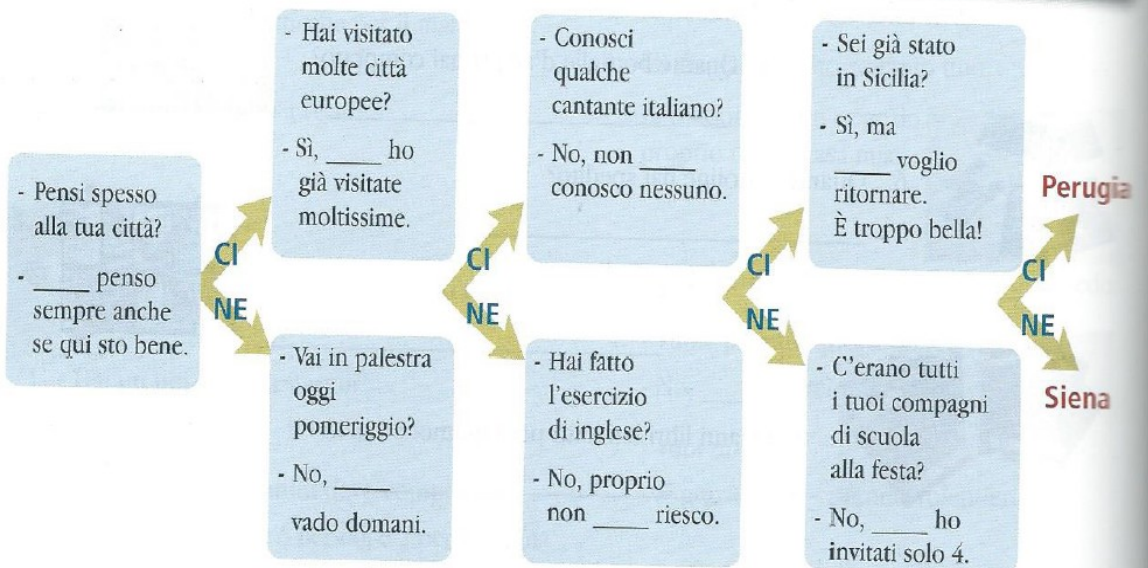 - Pensi spesso
alla tua città?
- _____ penso
sempre anche
se qui sto bene.
CI
NE
- Hai visitato
molte città
europee?
- Sì, _____ ho
già visitate
moltissime.
- Vai in palestra
oggi
pomeriggio?
- No, _____
vado domani.
CI
NE
- Conosci
qualche
cantante italiano?
- No, non _____
conosco nessuno.
- Hai fatto
l'esercizio
di inglese?
- No, proprio
non _____ riesco.
CI
NE
- Sei già stato
in Sicilia?
- Sì, ma
_____ voglio
ritornare.
È troppo bella!
- C'erano tutti
i tuoi compagni
di scuola
alla festa?
- No, _____ ho
invitati solo 4.
CI
NE
Perugia
Siena